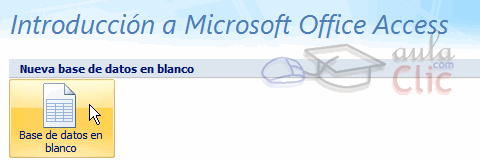 Introducción a Microsoft Office Access
aula
.com
Clic
Nueva base de datos en blanco
Base de datos en
blanco